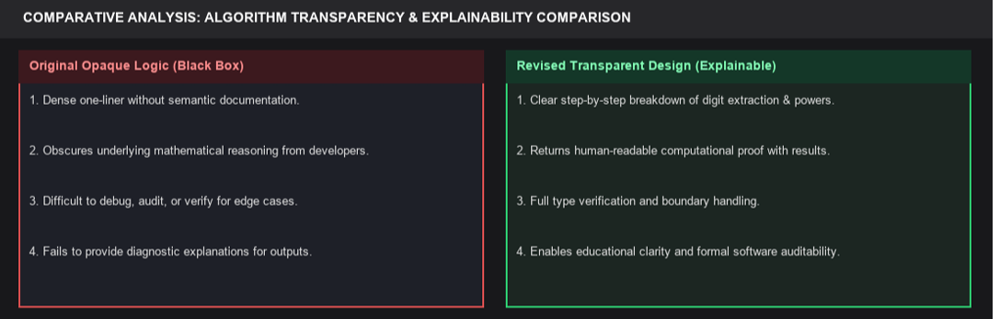 COMPARATIVE ANALYSIS: ALGORITHM TRANSPARENCY & EXPLAINABILITY COMPARISON
Original Opaque Logic (Black Box)
1. Dense one-liner without semantic documentation.
2. Obscures underlying mathematical reasoning from developers.
3. Difficult to debug, audit, or verify for edge cases.
4. Fails to provide diagnostic explanations for outputs.
Revised Transparent Design (Explainable)
1. Clear step-by-step breakdown of digit extraction & powers.
2. Returns human-readable computational proof with results.
3. Full type verification and boundary handling.
4. Enables educational clarity and formal software auditability.